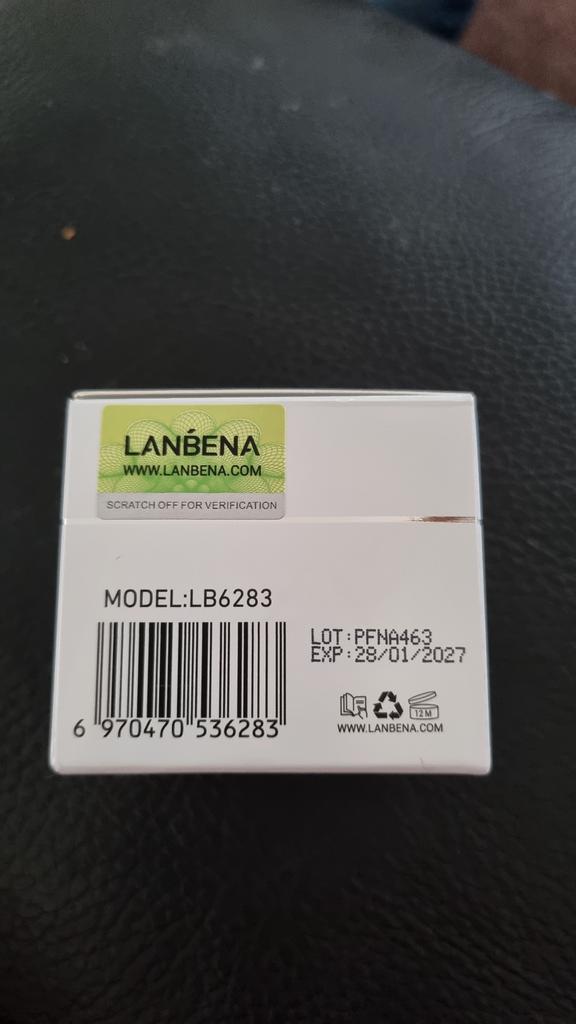 LANBENA
WWW.LANBENA.COM
SCRATCH OFF FOR VERIFICATION
MODEL:LB6283
6 970470 536283
LOT:PFNA463
EXP:28/01/2027
12M
WWW.LANBENA.COM